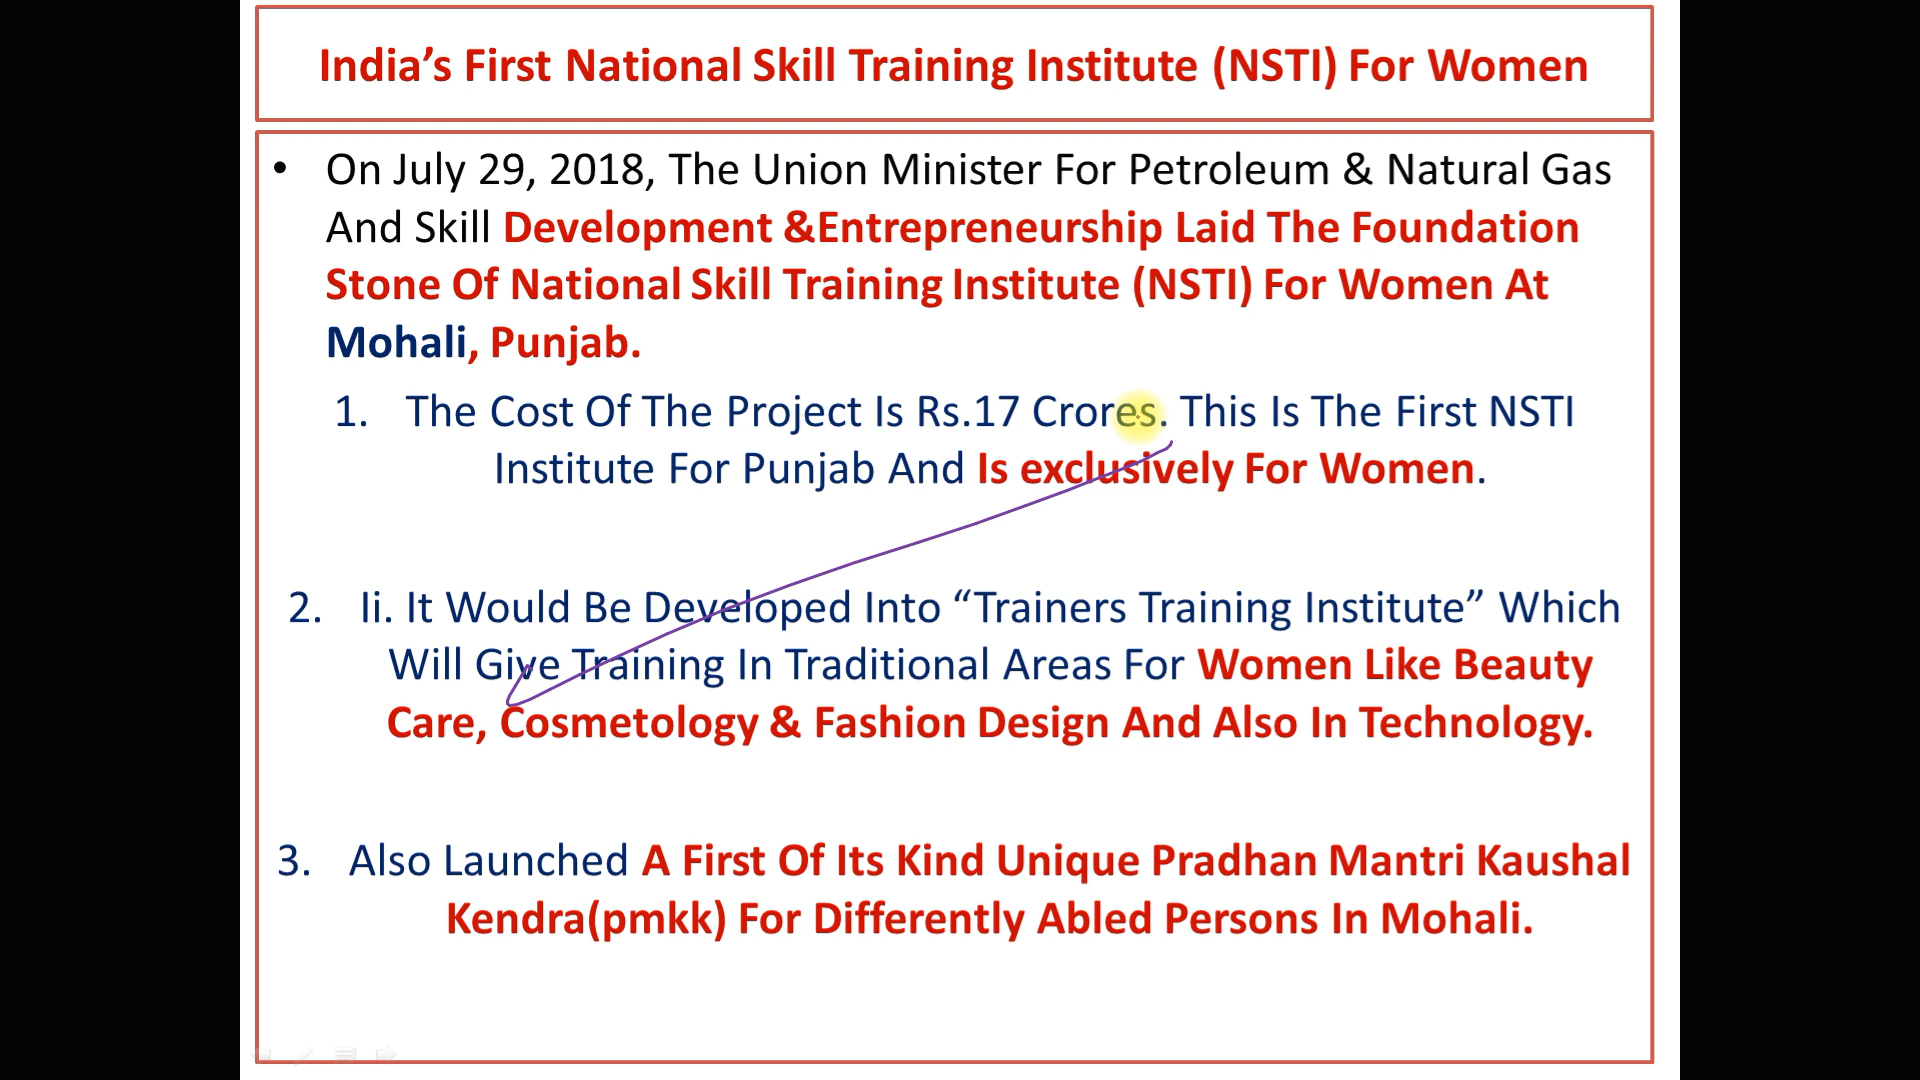 India’s First National Skill Training Institute (NSTI) For Women
• On July 29, 2018, The Union Minister For Petroleum & Natural Gas
And Skill Development &Entrepreneurship Laid The Foundation
Stone Of National Skill Training Institute (NSTI) For Women At
Mohali, Punjab.
1. The Cost Of The Project Is Rs.17 Crores. This Is The First NSTI
Institute For Punjab And Is exclusively For Women.
2. Ii. It Would Be Developed Into “Trainers Training Institute” Which
Will Give Training In Traditional Areas For Women Like Beauty
Care, Cosmetology & Fashion Design And Also In Technology.
3. Also Launched A First Of Its Kind Unique Pradhan Mantri Kaushal
Kendra(pmkk) For Differently Abled Persons In Mohali.